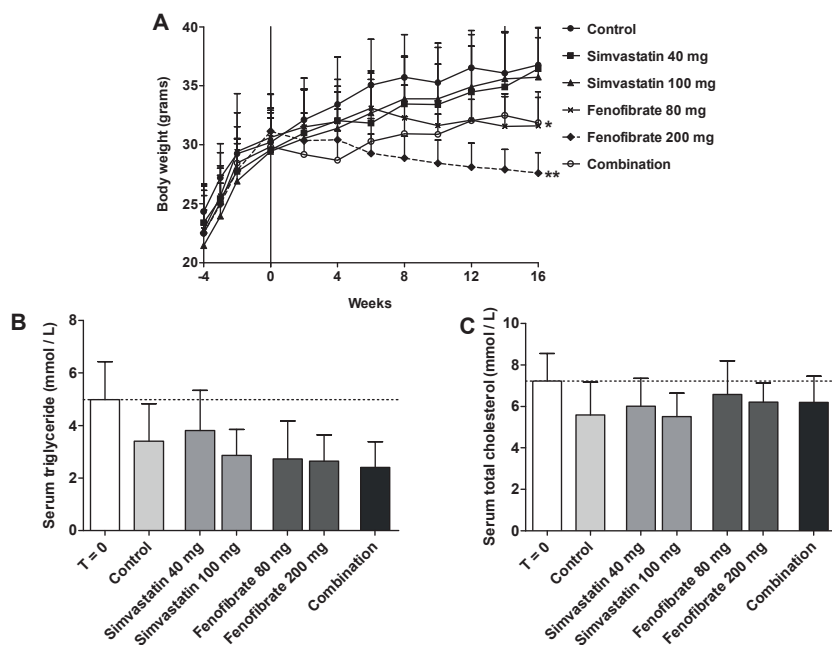 A
Body weight (grams)
40
35
30
25
20
-4
0
4
8
12
16
Weeks
*
**
Control
Simvastatin 40 mg
Simvastatin 100 mg
Fenofibrate 80 mg
Fenofibrate 200 mg
Combination
B
Serum triglyceride (mmol / L)
8
6
4
2
0
T = 0
Control
Simvastatin 40 mg
Simvastatin 100 mg
Fenofibrate 80 mg
Fenofibrate 200 mg
Combination
C
Serum total cholesterol (mmol / L)
10
8
6
4
2
0
T = 0
Control
Simvastatin 40 mg
Simvastatin 100 mg
Fenofibrate 80 mg
Fenofibrate 200 mg
Combination